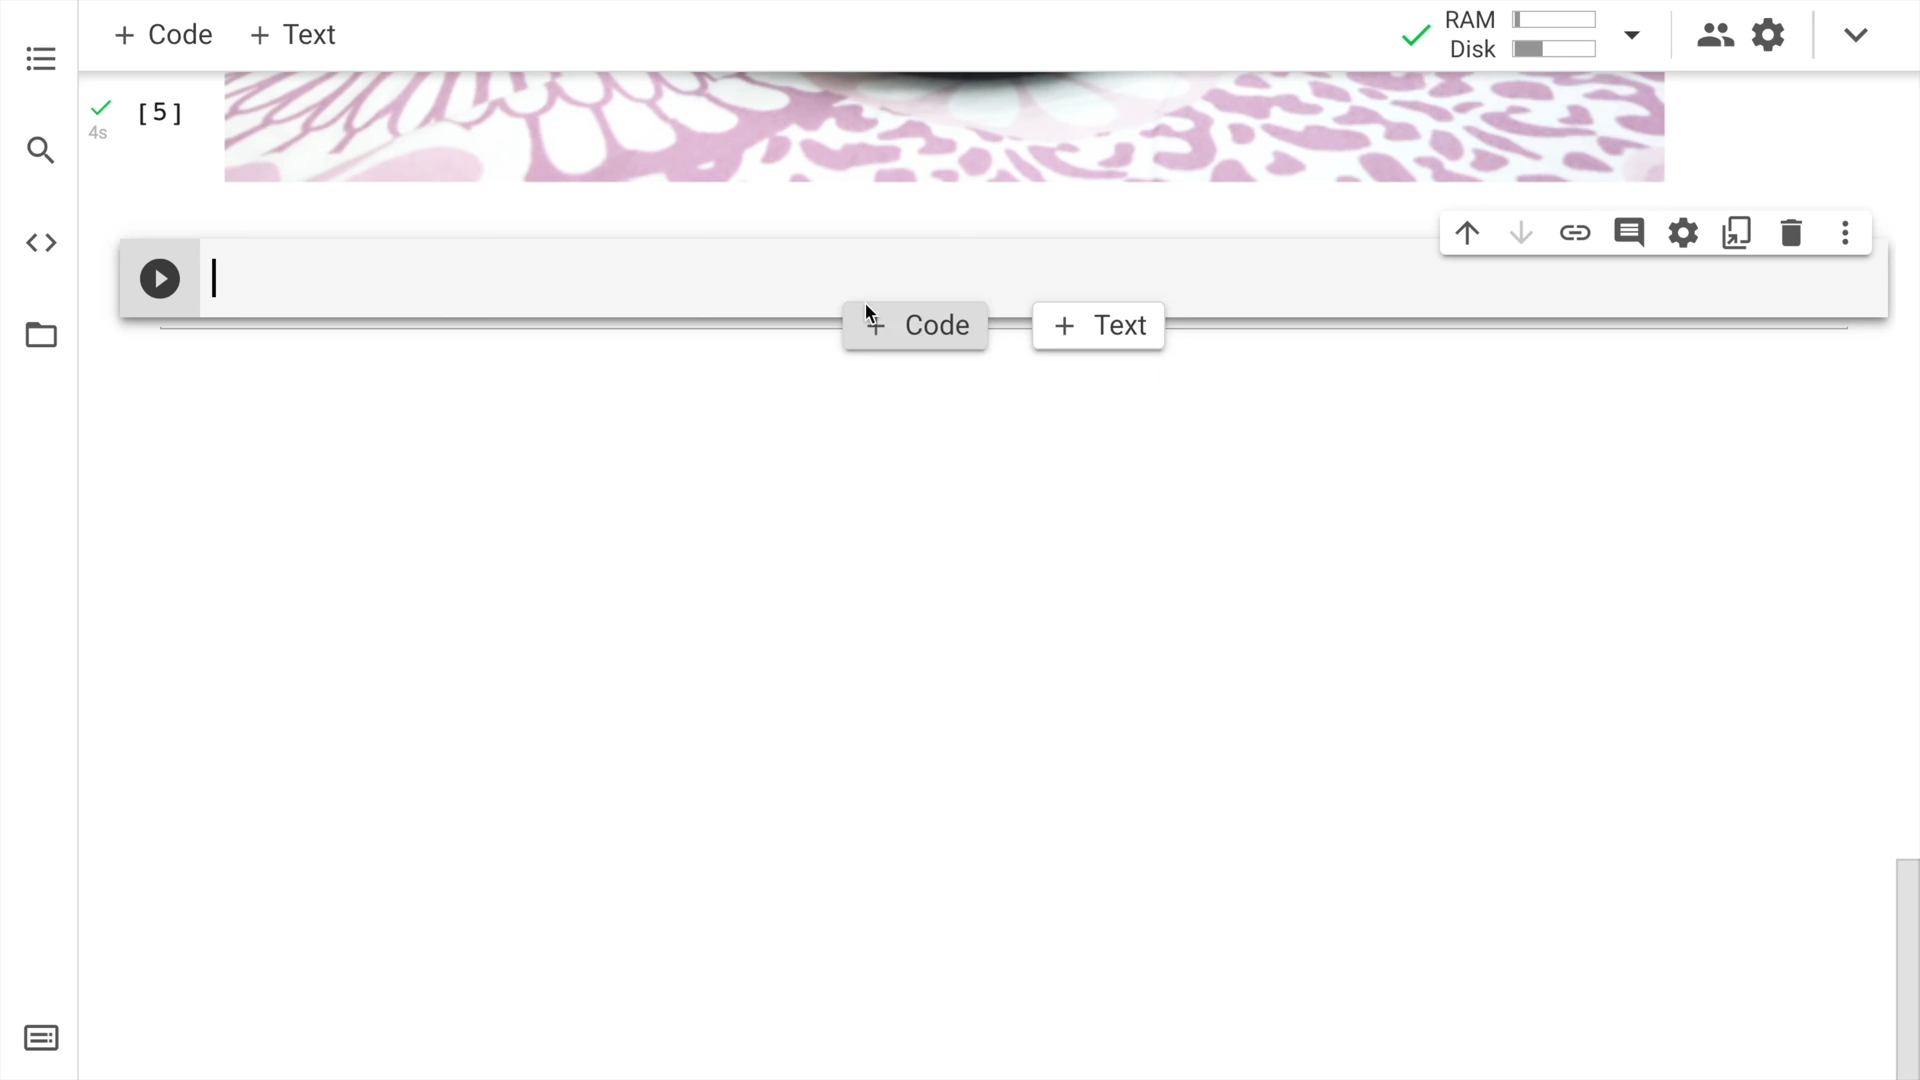 + Code + Text
RAM
Disk
[5]
4s
+ Code + Text